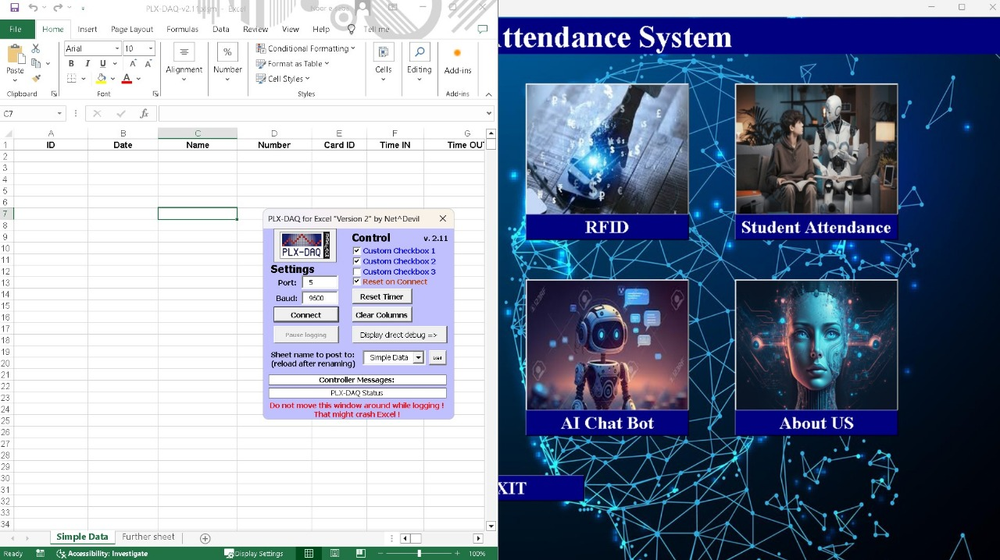 PLX-DAQ-v2.11.xlsm - Excel
File Home Insert Page Layout Formulas Data Review View Help Tell me
Arial 10
Paste B I U A A
Conditional Formatting
Format as Table
Cell Styles
Alignment Number Cells Editing Add-ins
Clipboard Font Styles Add-ins
C7 fx
A B C D E F G
1 ID Date Name Number Card ID Time IN Time OUT
2
3
4
5
6
7
8
9
10
11
12
13
14
15
16
17
18
19
20
21
22
23
24
25
26
27
28
29
30
31
32
33
34
PLX-DAQ for Excel "Version 2" by Net^Devil
PLX-DAQ
Control v. 2.11
Custom Checkbox 1
Custom Checkbox 2
Custom Checkbox 3
Reset on Connect
Settings
Port: 5
Baud: 9600
Reset Timer
Connect
Clear Columns
Pause logging
Display direct debug =>
Sheet name to post to:
(reload after renaming)
Simple Data
Load
Controller Messages:
PLX-DAQ Status
Do not move this window around while logging !
That might crash Excel !
Simple Data Further sheet
Ready Accessibility: Investigate Display Settings 100%
ttendance System
RFID
Student Attendance
AI Chat Bot
About US
XIT